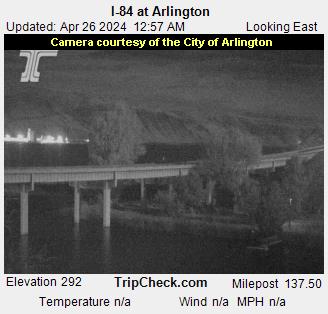 I-84 at Arlington
Updated: Apr 26 2024 12:57 AM Looking East
Camera courtesy of the City of Arlington
Elevation 292 TripCheck.com Milepost 137.50
Temperature n/a Wind n/a MPH n/a